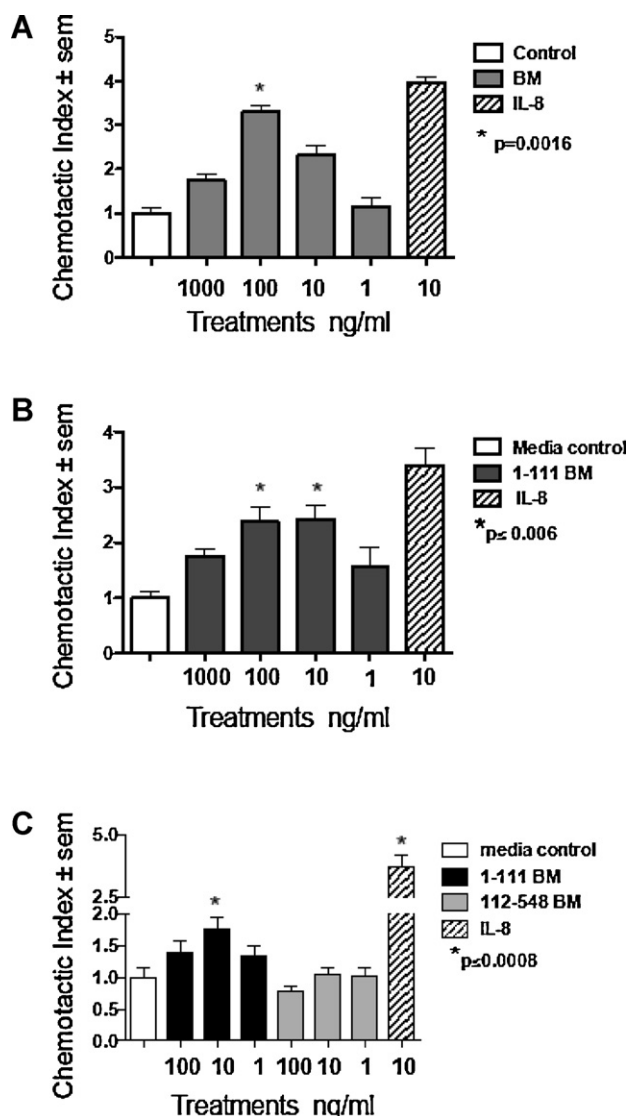 A
Chemotactic Index ± sem
5
4
3
2
1
0
1000 100 10 1 10
Treatments ng/ml
Control
BM
IL-8
* p=0.0016
*
B
Chemotactic Index ± sem
4
3
2
1
0
1000 100 10 1 10
Treatments ng/ml
Media control
1-111 BM
IL-8
*p≤ 0.006
* *
C
Chemotactic Index ± sem
5.0
2.5
2.0
1.5
1.0
0.5
0.0
100 10 1 100 10 1 10
Treatments ng/ml
media control
1-111 BM
112-548 BM
IL-8
*p≤0.0008
* *